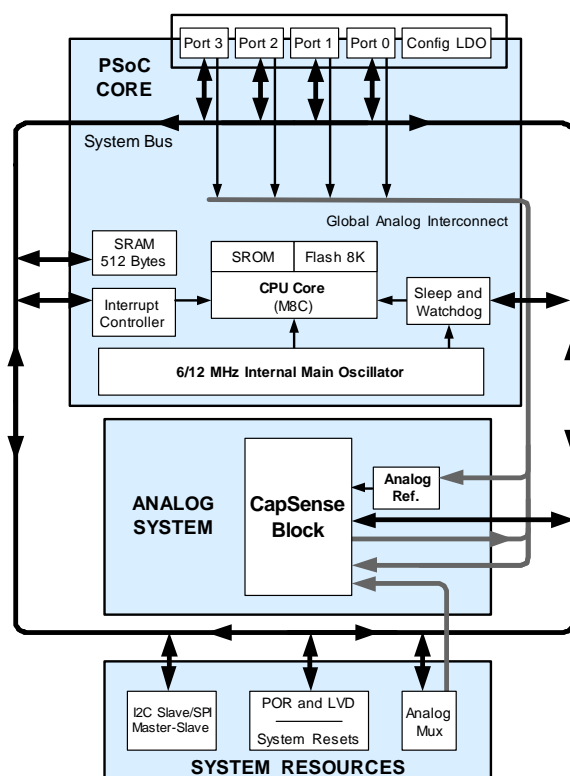 Port 3 Port 2 Port 1 Port 0 Config LDO
PSoC
CORE
System Bus
Global Analog Interconnect
SRAM
512 Bytes
SROM Flash 8K
CPU Core
(M8C)
Interrupt
Controller
Sleep and
Watchdog
6/12 MHz Internal Main Oscillator
ANALOG
SYSTEM
CapSense
Block
Analog
Ref.
I2C Slave/SPI
Master-Slave
POR and LVD
System Resets
Analog
Mux
SYSTEM RESOURCES